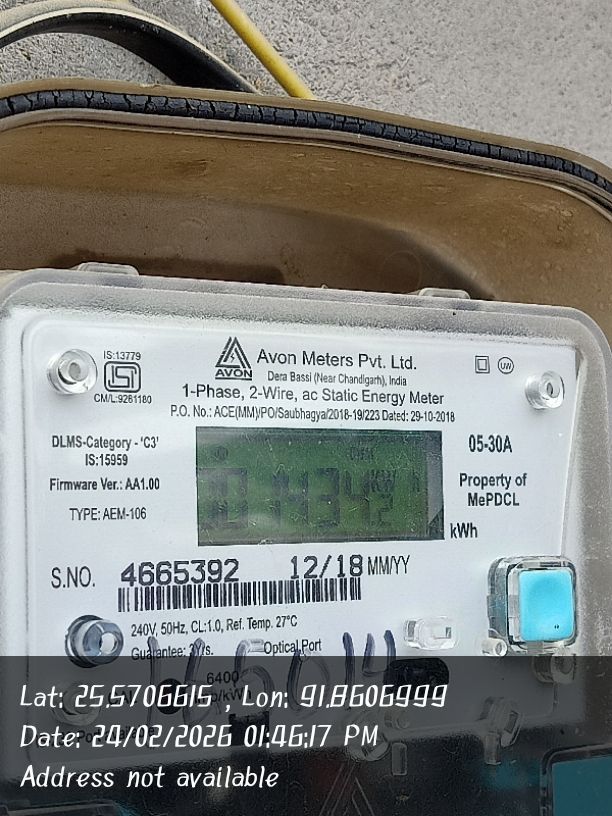 IS:13779
CM/L:9261180
AVON
Avon Meters Pvt. Ltd.
Dera Bassi (Near Chandigarh), India
1-Phase, 2-Wire, ac Static Energy Meter
P.O. No.: ACE(MM)/PO/Saubhagya/2018-19/223 Dated: 29-10-2018
UW
DLMS-Category - 'C3'
IS:15959
Firmware Ver.: AA1.00
TYPE: AEM-106
05-30A
Property of
MePDCL
kWh
S.NO. 4665392 12/18 MM/YY
240V, 50Hz, CL:1.0, Ref. Temp. 27°C
Guarantee: Yrs. Optical Port
6400
Lat: 25.5706615 , Lon: 91.8606999
Date: 24/02/2026 01:46:17 PM
Address not available